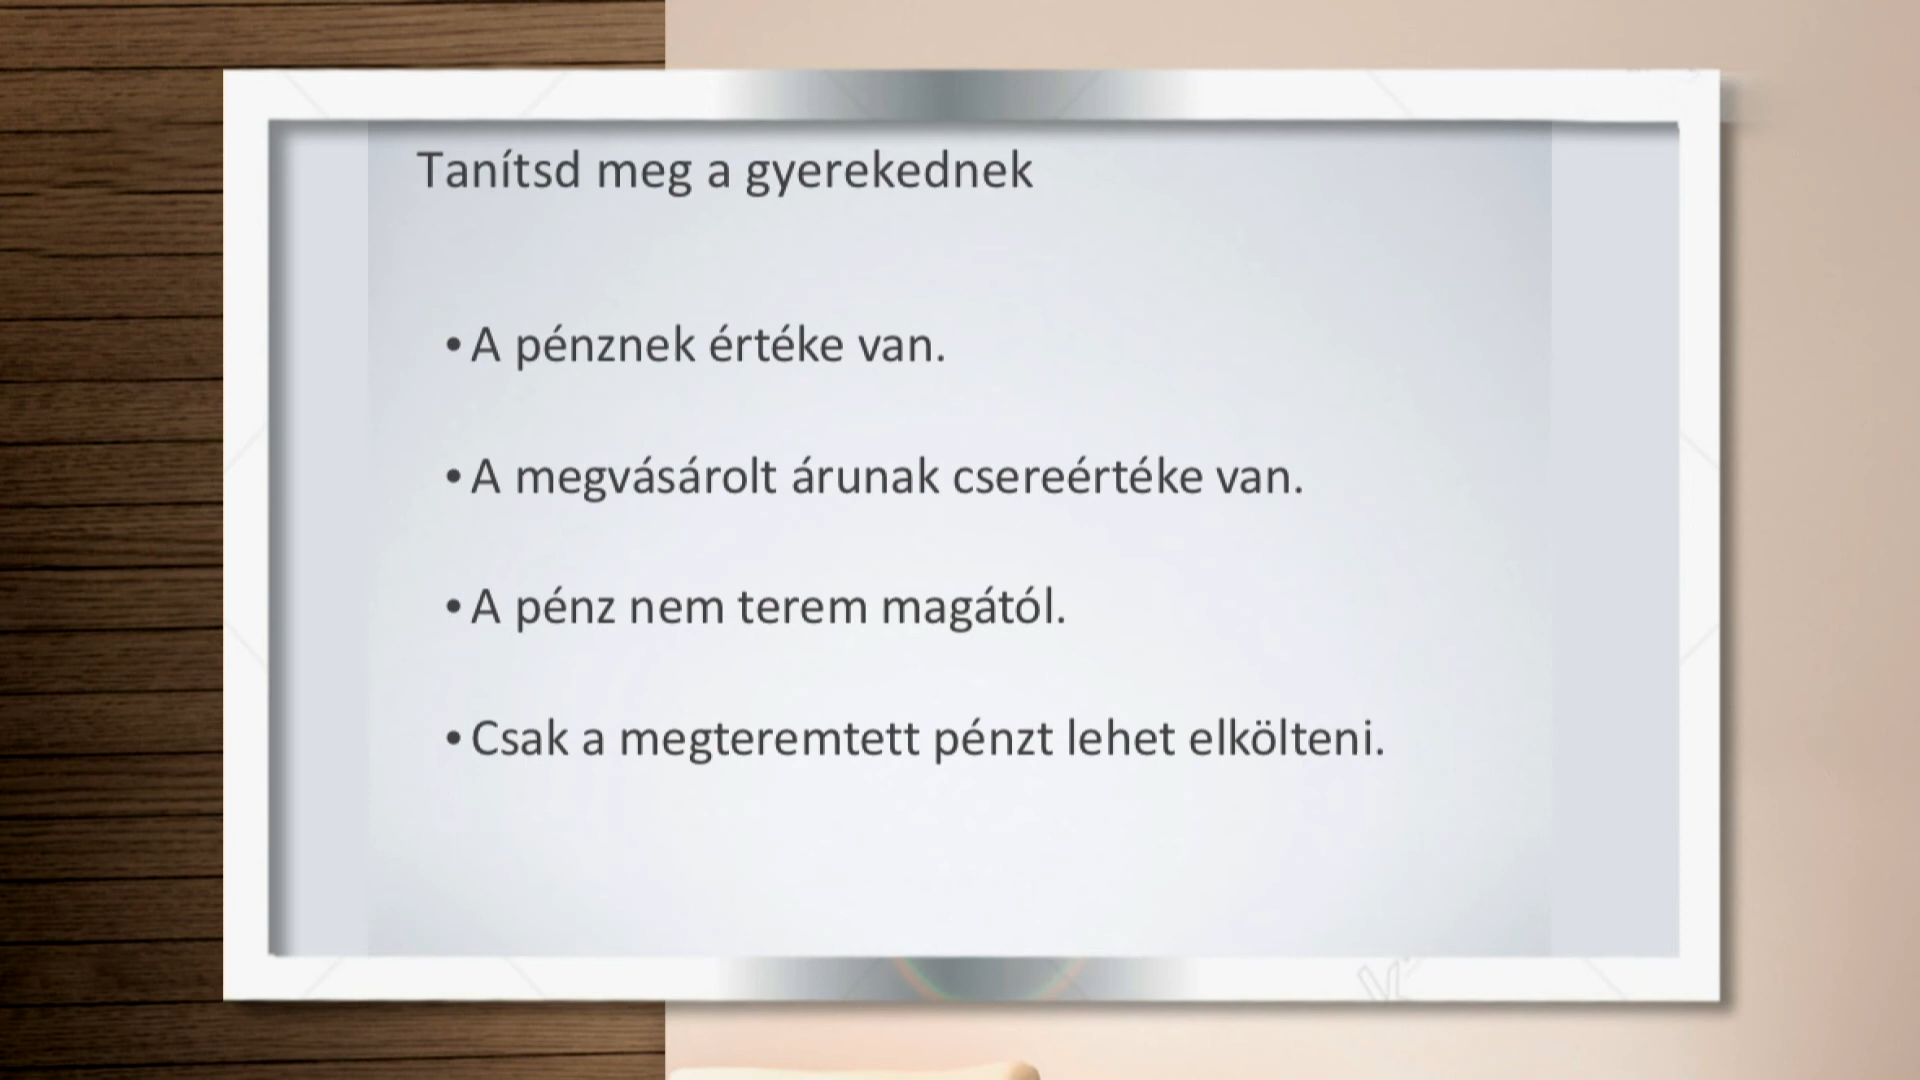 Tanítsd meg a gyerekednek
• A pénznek értéke van.
• A megvásárolt árunak csereértéke van.
• A pénz nem terem magától.
• Csak a megteremtett pénzt lehet elkölteni.